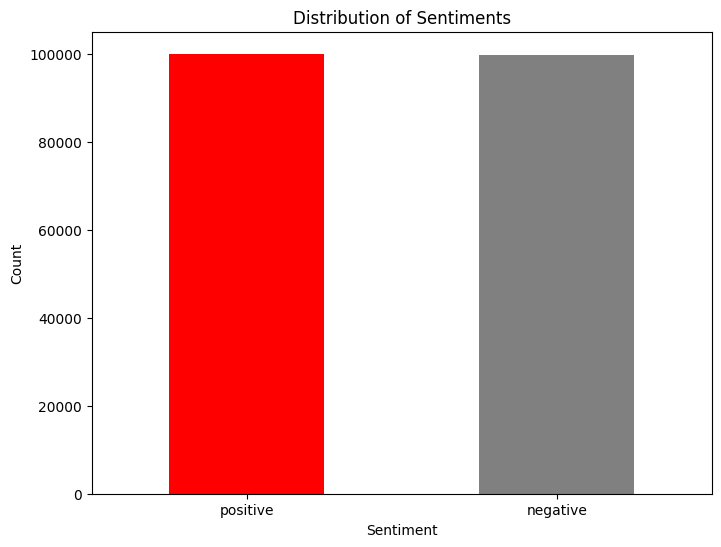 Distribution of Sentiments
100000
80000
60000
40000
20000
0
Count
positive negative
Sentiment